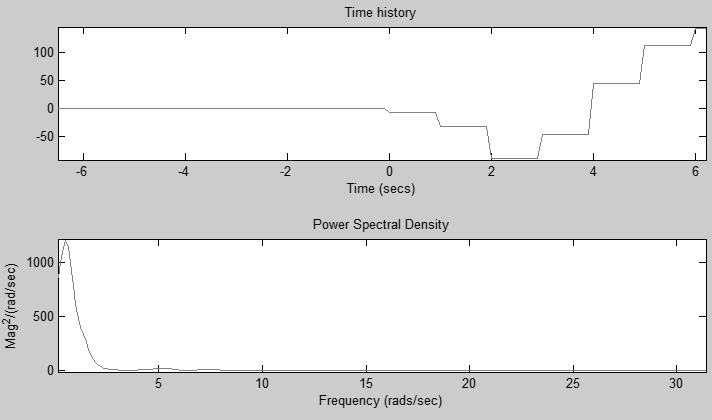 Time history
100
50
0
-50
-6 -4 -2 0 2 4 6
Time (secs)
Power Spectral Density
Mag2/(rad/sec)
1000
500
0
5 10 15 20 25 30
Frequency (rads/sec)